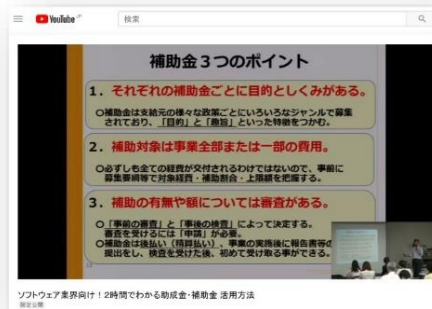 YouTube JP
検索
補助金３つのポイント
１．それぞれの補助金ごとに目的としくみがある。
○補助金は支給元の様々な政策ごとにいろいろなジャンルで募集
されており、「目的」と「趣旨」といった特徴をつかむ。
２．補助対象は事業全部または一部の費用。
○必ずしも全ての経費が交付されるわけではないので、事前に
募集要領等で対象経費・補助割合・上限額を把握する。
３．補助の有無や額については審査がある。
○「事前の審査」と「事後の検査」によって決定する。
審査を受けるには「申請」が必要。
○補助金は後払い（精算払い）、事業の実施後に報告書等の
提出をし、検査を受けた後、初めて受け取る事ができる。
ソフトウェア業界向け！2時間でわかる助成金・補助金 活用方法
限定公開